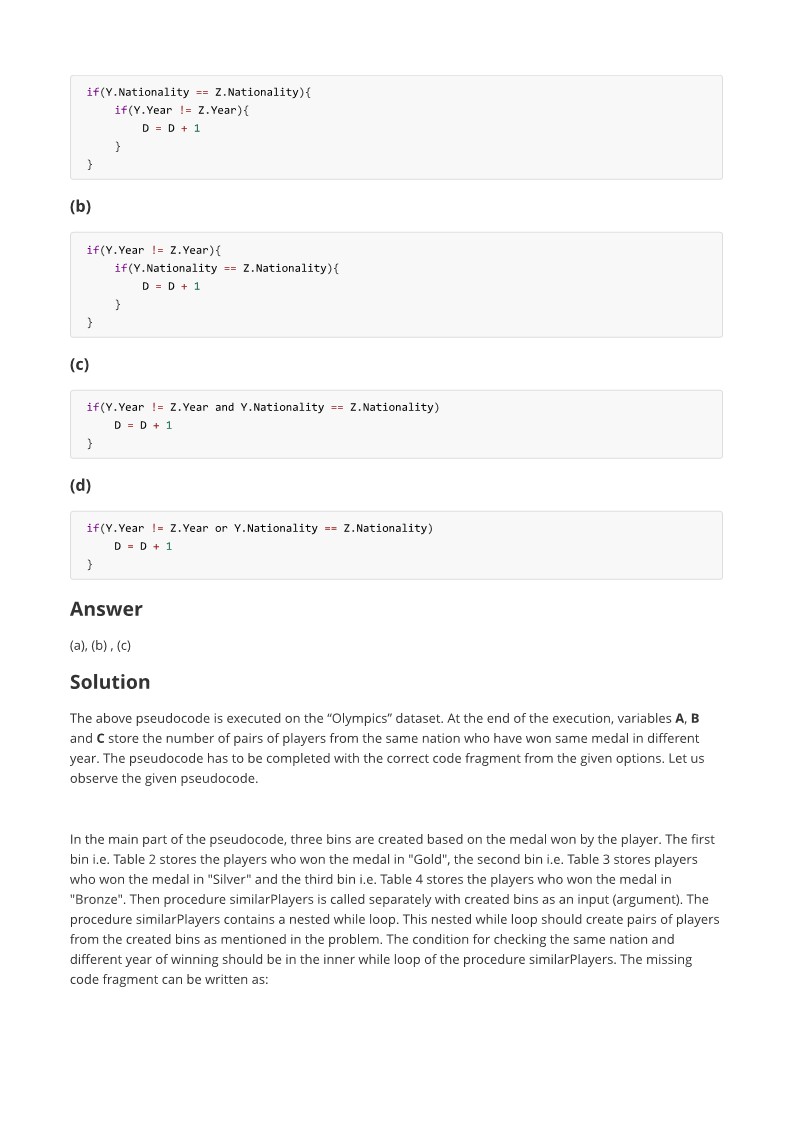 if(Y.Nationality == Z.Nationality){
    if(Y.Year != Z.Year){
        D = D + 1
    }
}
(b)
if(Y.Year != Z.Year){
    if(Y.Nationality == Z.Nationality){
        D = D + 1
    }
}
(c)
if(Y.Year != Z.Year and Y.Nationality == Z.Nationality)
    D = D + 1
}
(d)
if(Y.Year != Z.Year or Y.Nationality == Z.Nationality)
    D = D + 1
}
Answer
(a), (b) , (c)
Solution
The above pseudocode is executed on the “Olympics” dataset. At the end of the execution, variables A, B
and C store the number of pairs of players from the same nation who have won same medal in different
year. The pseudocode has to be completed with the correct code fragment from the given options. Let us
observe the given pseudocode.
In the main part of the pseudocode, three bins are created based on the medal won by the player. The first
bin i.e. Table 2 stores the players who won the medal in "Gold", the second bin i.e. Table 3 stores players
who won the medal in "Silver" and the third bin i.e. Table 4 stores the players who won the medal in
"Bronze". Then procedure similarPlayers is called separately with created bins as an input (argument). The
procedure similarPlayers contains a nested while loop. This nested while loop should create pairs of players
from the created bins as mentioned in the problem. The condition for checking the same nation and
different year of winning should be in the inner while loop of the procedure similarPlayers. The missing
code fragment can be written as: